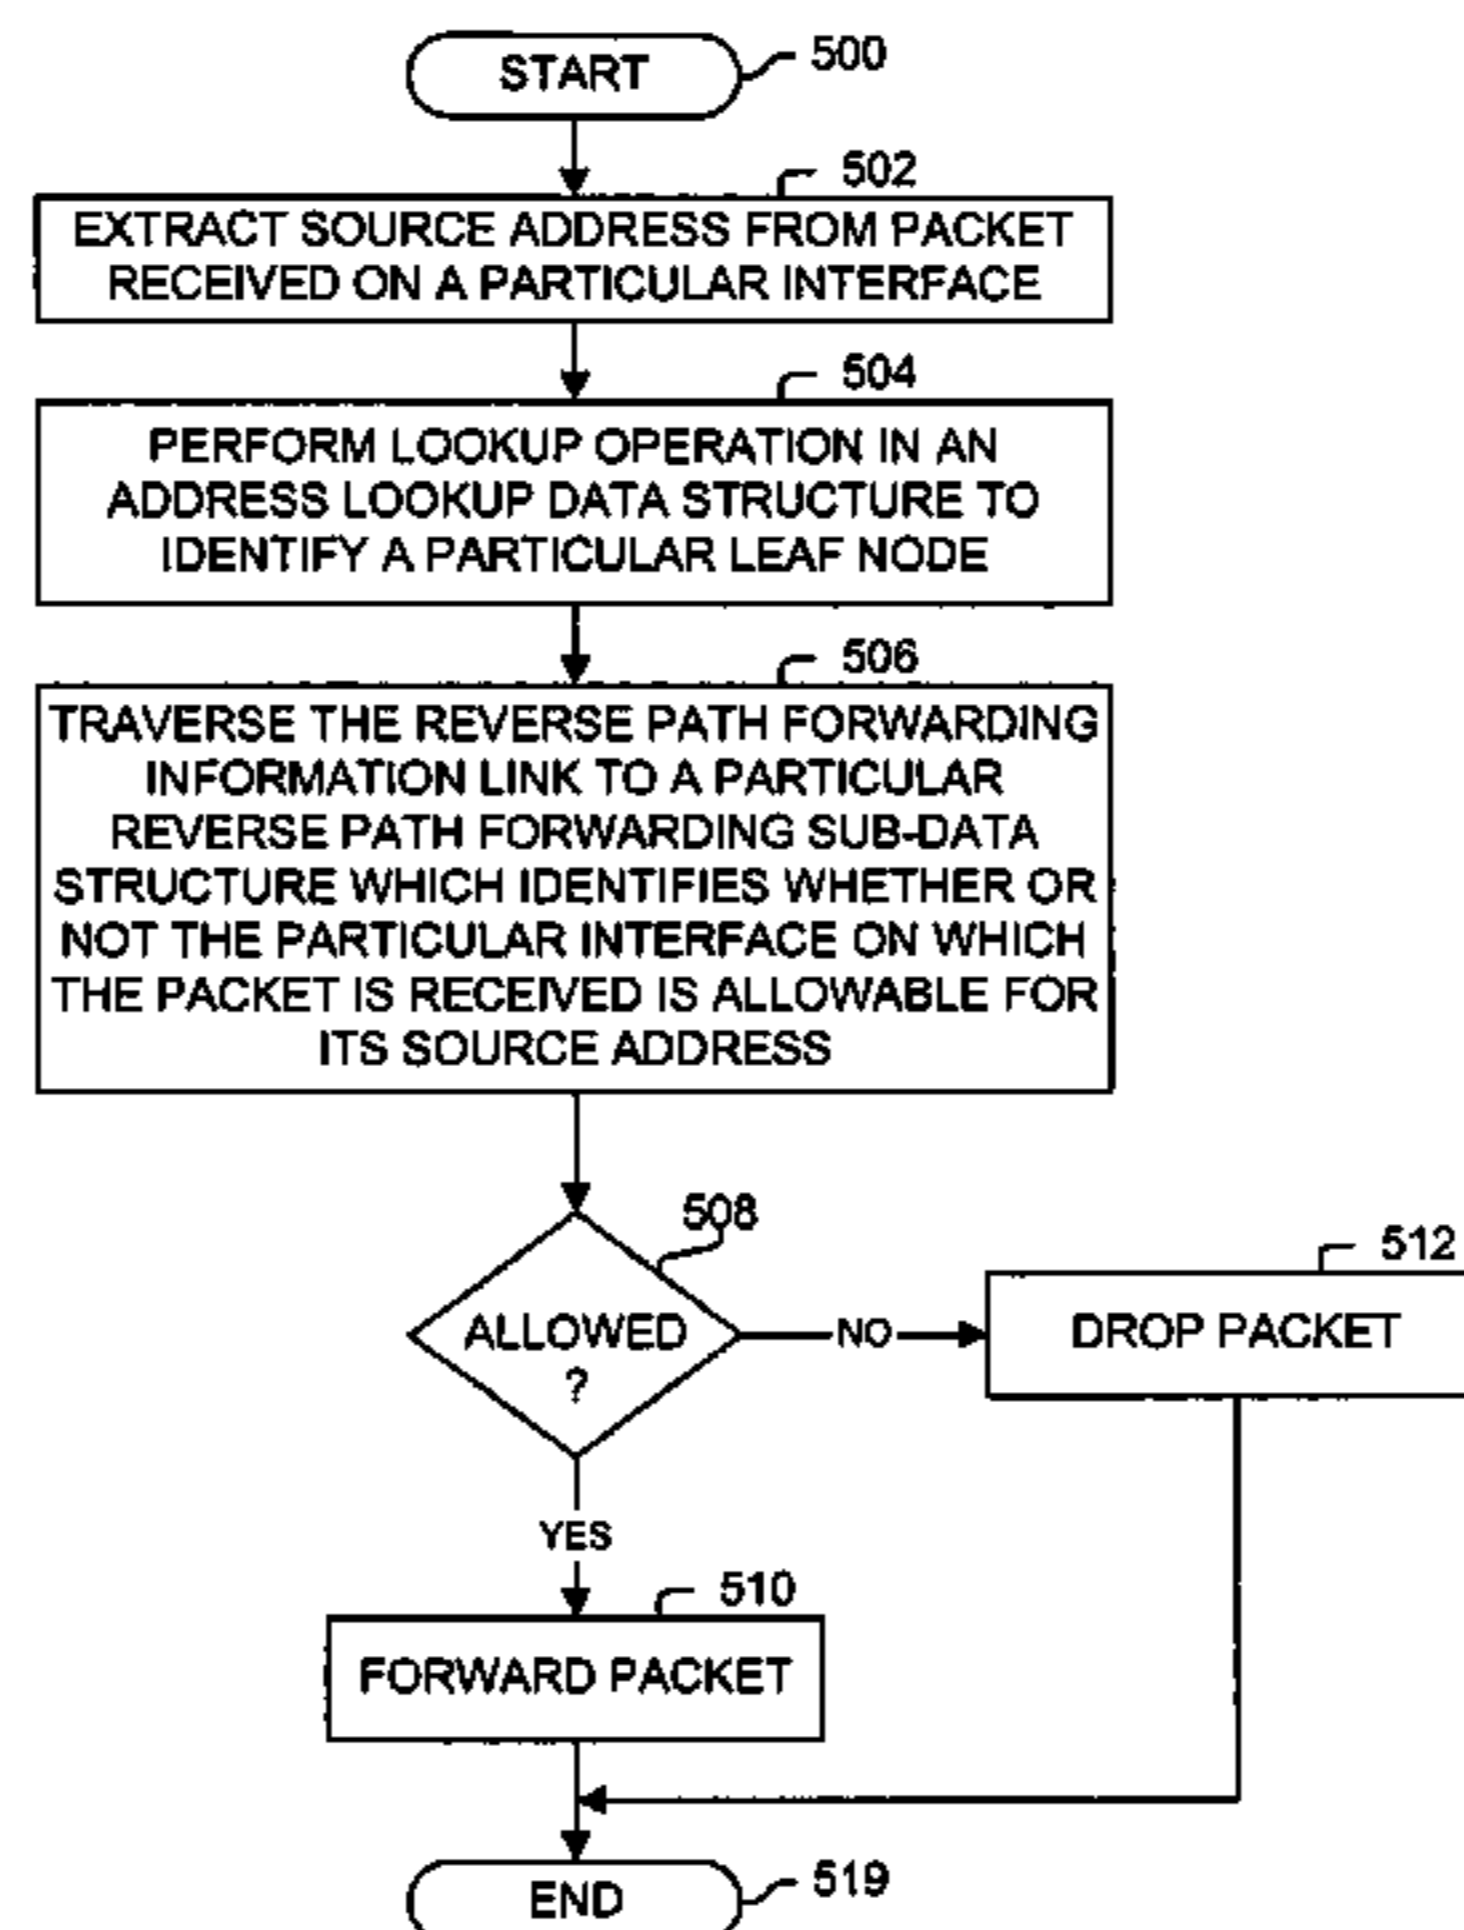 START
500
502
EXTRACT SOURCE ADDRESS FROM PACKET
RECEIVED ON A PARTICULAR INTERFACE
504
PERFORM LOOKUP OPERATION IN AN
ADDRESS LOOKUP DATA STRUCTURE TO
IDENTIFY A PARTICULAR LEAF NODE
506
TRAVERSE THE REVERSE PATH FORWARDING
INFORMATION LINK TO A PARTICULAR
REVERSE PATH FORWARDING SUB-DATA
STRUCTURE WHICH IDENTIFIES WHETHER OR
NOT THE PARTICULAR INTERFACE ON WHICH
THE PACKET IS RECEIVED IS ALLOWABLE FOR
ITS SOURCE ADDRESS
508
ALLOWED
?
NO
512
DROP PACKET
YES
510
FORWARD PACKET
END
519